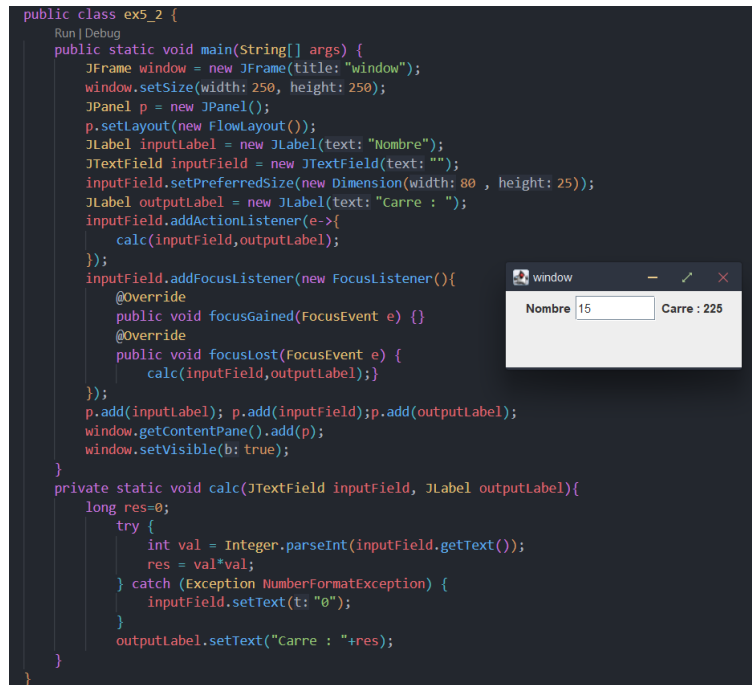 public class ex5_2 {
Run | Debug
public static void main(String[] args) {
JFrame window = new JFrame(title: "window");
window.setSize(width: 250, height: 250);
JPanel p = new JPanel();
p.setLayout(new FlowLayout());
JLabel inputLabel = new JLabel(text: "Nombre");
JTextField inputField = new JTextField(text: "");
inputField.setPreferredSize(new Dimension(width: 80 , height: 25));
JLabel outputLabel = new JLabel(text: "Carre : ");
inputField.addActionListener(e->{
calc(inputField,outputLabel);
});
inputField.addFocusListener(new FocusListener(){
@Override
public void focusGained(FocusEvent e) {}
@Override
public void focusLost(FocusEvent e) {
calc(inputField,outputLabel);}
});
p.add(inputLabel); p.add(inputField);p.add(outputLabel);
window.getContentPane().add(p);
window.setVisible(b: true);
}
private static void calc(JTextField inputField, JLabel outputLabel){
long res=0;
try {
int val = Integer.parseInt(inputField.getText());
res = val*val;
} catch (Exception NumberFormatException) {
inputField.setText(t: "0");
}
outputLabel.setText("Carre : "+res);
}
}
window
Nombre 15 Carre : 225